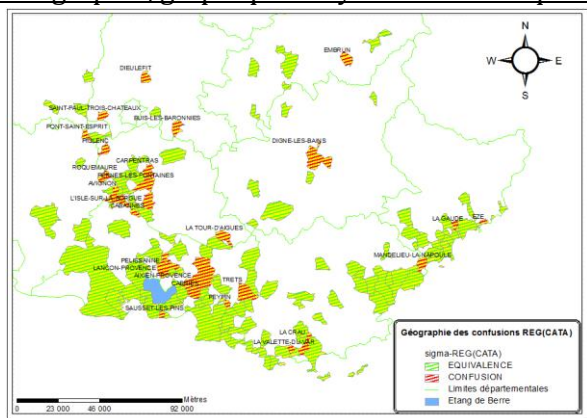 N
W
E
S
EMBRUN
DIEULEFIT
SAINT-PAUL-TROIS-CHATEAUX
BUIS-LES-BARONNIES
PONT-SAINT-ESPRIT
DIGNE-LES-BAINS
CARPENTRAS
ROQUEMAURE
PERNES-LES-FONTAINES
AVIGNON
L'ISLE-SUR-LA-SORGUE
CABANNES
LA GAUDE
EZE
LA TOUR-D'AIGUES
MANDELIEU-LA-NAPOULE
PELISSANNE
LANCON-PROVENCE
AIX-EN-PROVENCE
CABRIES
TRETS
PEYPIN
SAUSSET-LES-PINS
LA CRAU
LA VALETTE-DU-VAR
Géographie des confusions REG(CATA)
sigma-REG(CATA)
EQUIVALENCE
CONFUSION
Limites départementales
Etang de Berre
Mètres
0 23 000 46 000 92 000